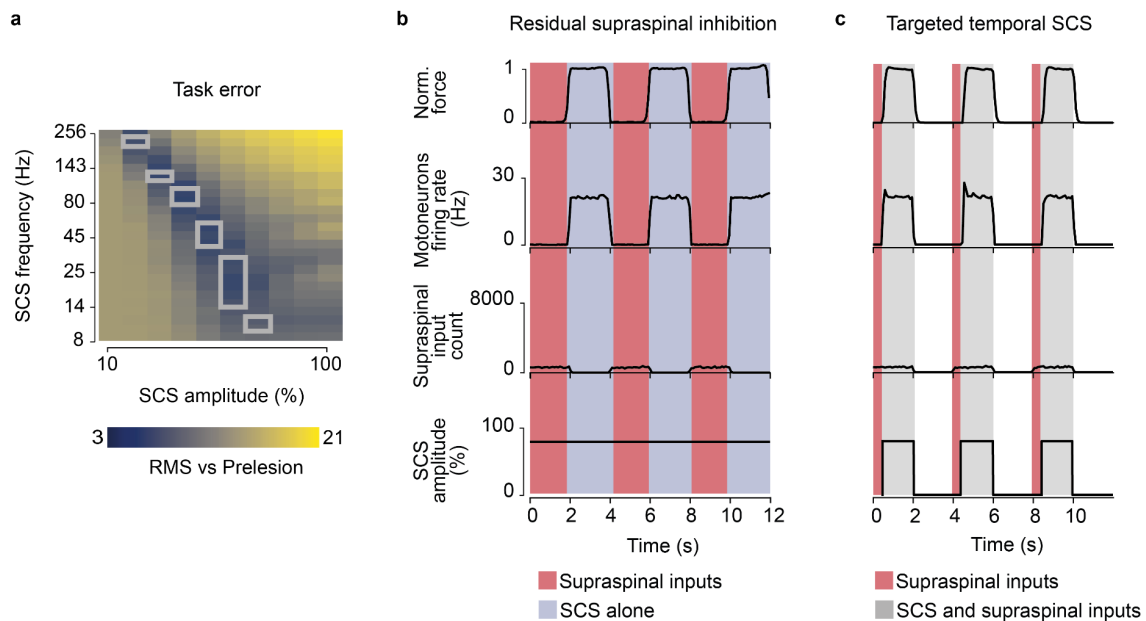 a
Task error
SCS frequency (Hz)
256
143
80
45
25
14
8
10
100
SCS amplitude (%)
3
21
RMS vs Prelesion
b
Residual supraspinal inhibition
Norm.
force
1
0
Motoneurons
firing rate
(Hz)
30
0
Supraspinal
input
count
8000
0
SCS
amplitude
(%)
100
0
0 2 4 6 8 10 12
Time (s)
Supraspinal inputs
SCS alone
c
Targeted temporal SCS
0 2 4 6 8 10
Time (s)
Supraspinal inputs
SCS and supraspinal inputs